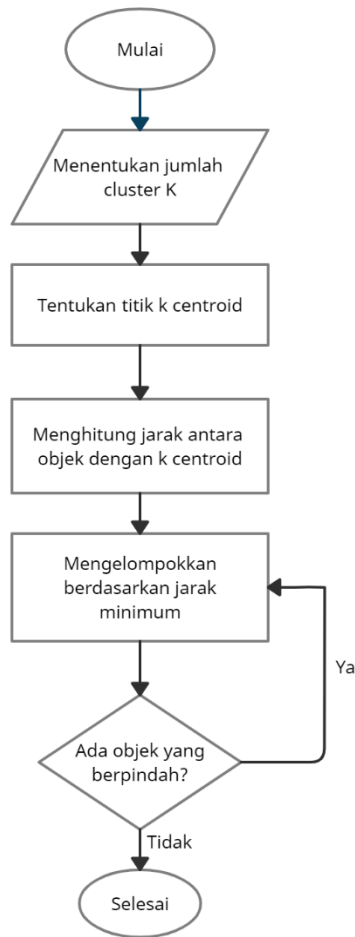 Mulai
Menentukan jumlah
cluster K
Tentukan titik k centroid
Menghitung jarak antara
objek dengan k centroid
Mengelompokkan
berdasarkan jarak
minimum
Ya
Ada objek yang
berpindah?
Tidak
Selesai